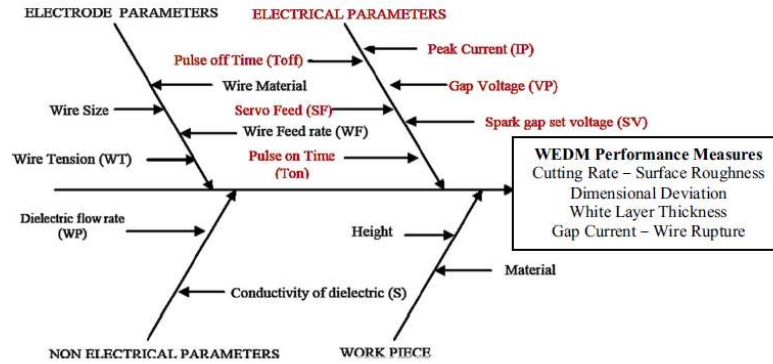 ELECTRODE PARAMETERS
ELECTRICAL PARAMETERS
Peak Current (IP)
Pulse off Time (Toff)
Wire Material
Gap Voltage (VP)
Wire Size
Servo Feed (SF)
Wire Feed rate (WF)
Spark gap set voltage (SV)
Wire Tension (WT)
Pulse on Time
(Ton)
WEDM Performance Measures
Cutting Rate – Surface Roughness
Dimensional Deviation
White Layer Thickness
Gap Current – Wire Rupture
Dielectric flow rate
(WP)
Height
Material
Conductivity of dielectric (S)
NON ELECTRICAL PARAMETERS
WORK PIECE